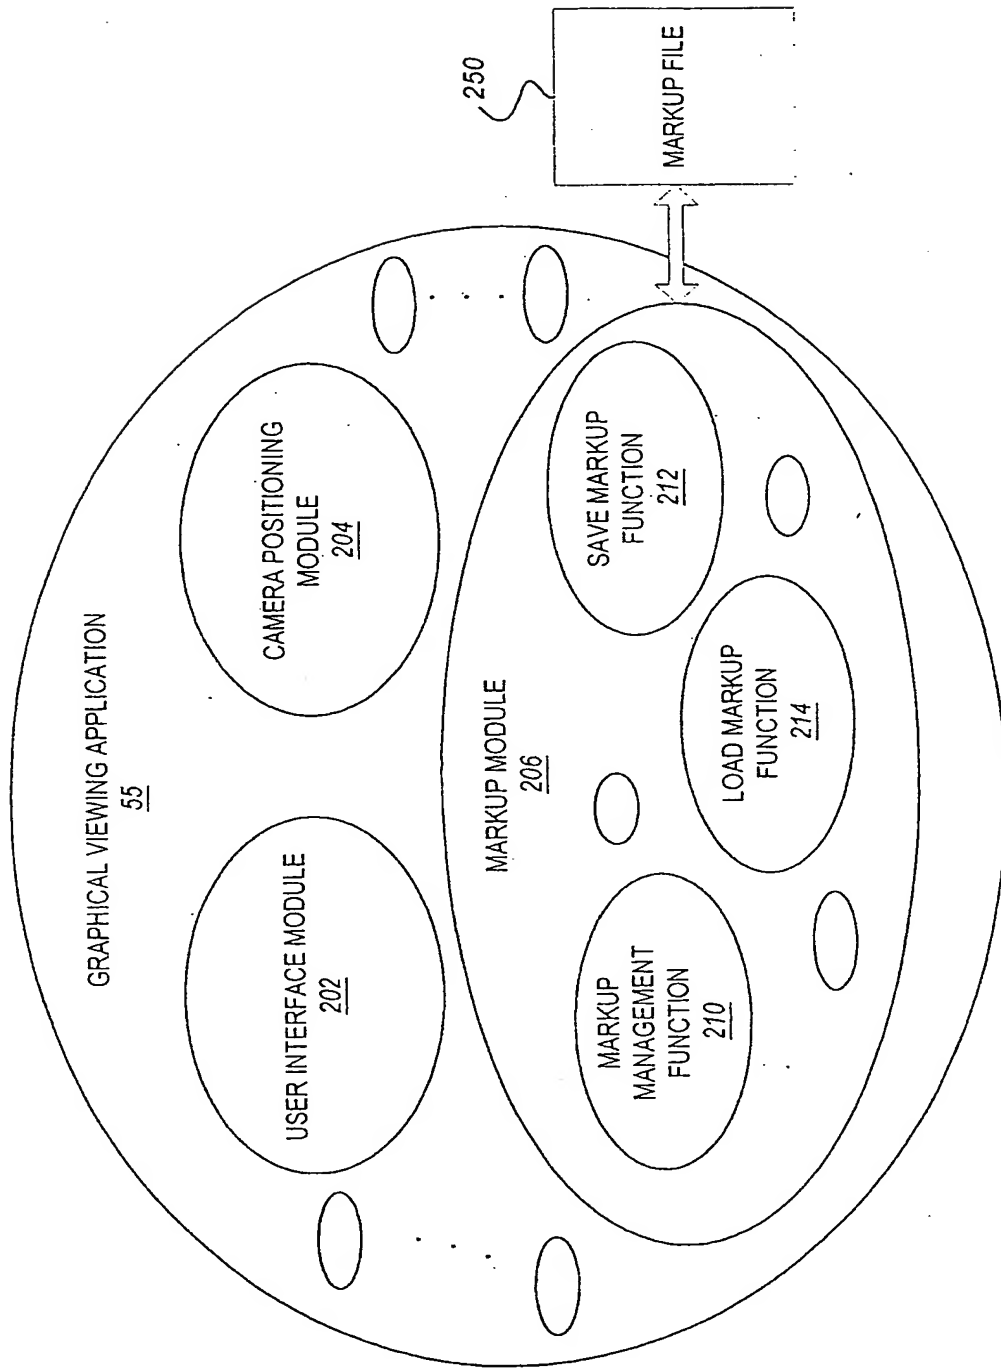 GRAPHICAL VIEWING APPLICATION
55
USER INTERFACE MODULE
202
CAMERA POSITIONING
MODULE
204
MARKUP MODULE
206
MARKUP
MANAGEMENT
FUNCTION
210
LOAD MARKUP
FUNCTION
214
SAVE MARKUP
FUNCTION
212
250
MARKUP FILE